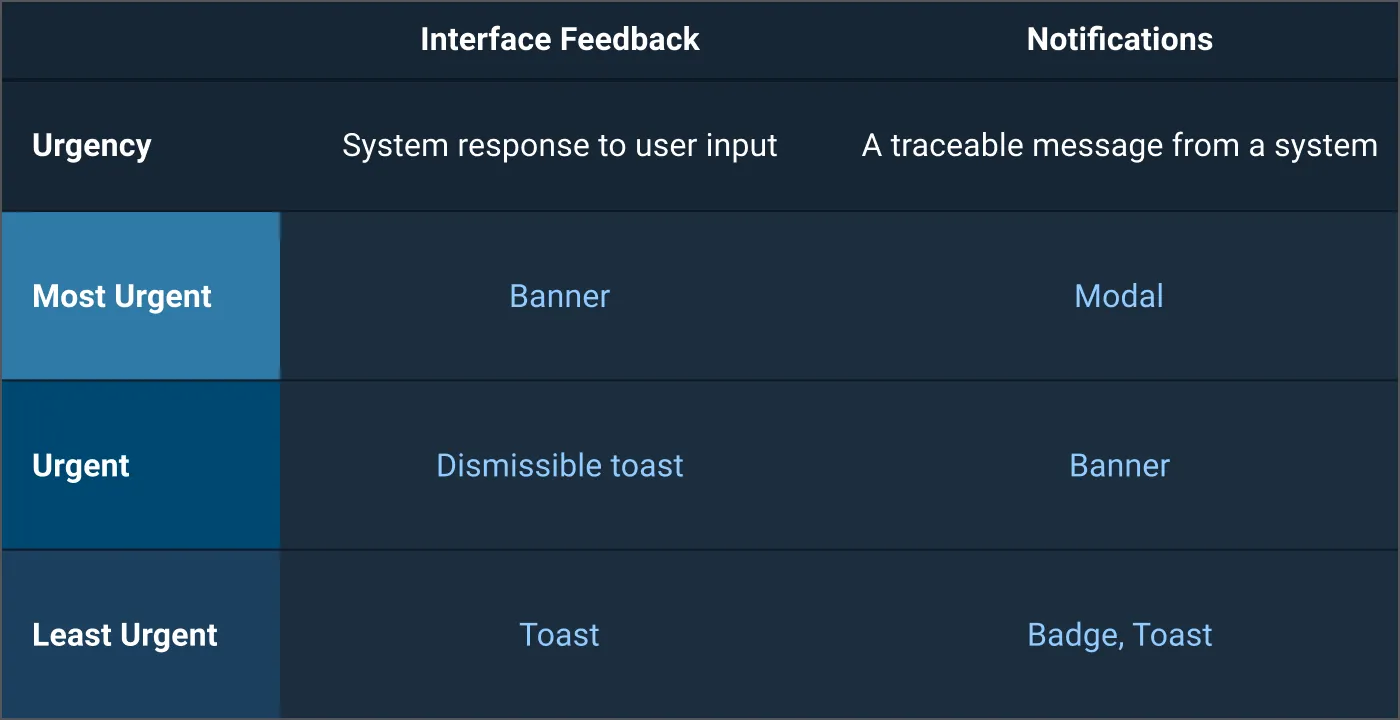 Interface Feedback Notifications
Urgency System response to user input A traceable message from a system
Most Urgent Banner Modal
Urgent Dismissible toast Banner
Least Urgent Toast Badge, Toast